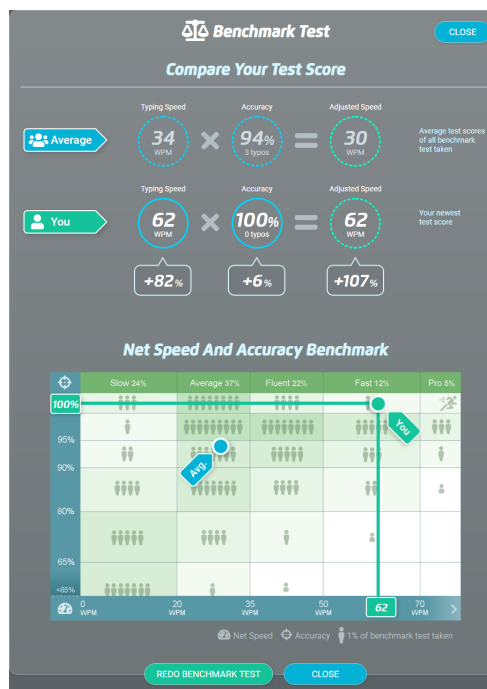 Benchmark Test
CLOSE
Compare Your Test Score
Typing Speed Accuracy Adjusted Speed
Average
34 WPM
94% 3 typos
30 WPM
Average test scores
of all benchmark
test taken
Typing Speed Accuracy Adjusted Speed
You
62 WPM
100% 0 typos
62 WPM
Your newest
test score
+82% +6% +107%
Net Speed And Accuracy Benchmark
Slow 24% Average 37% Fluent 22% Fast 12% Pro 5%
100%
You
95%
Avg.
90%
80%
65%
<65%
0 WPM 20 WPM 35 WPM 50 WPM 62 70 WPM
Net Speed Accuracy 1% of benchmark test taken
REDO BENCHMARK TEST CLOSE